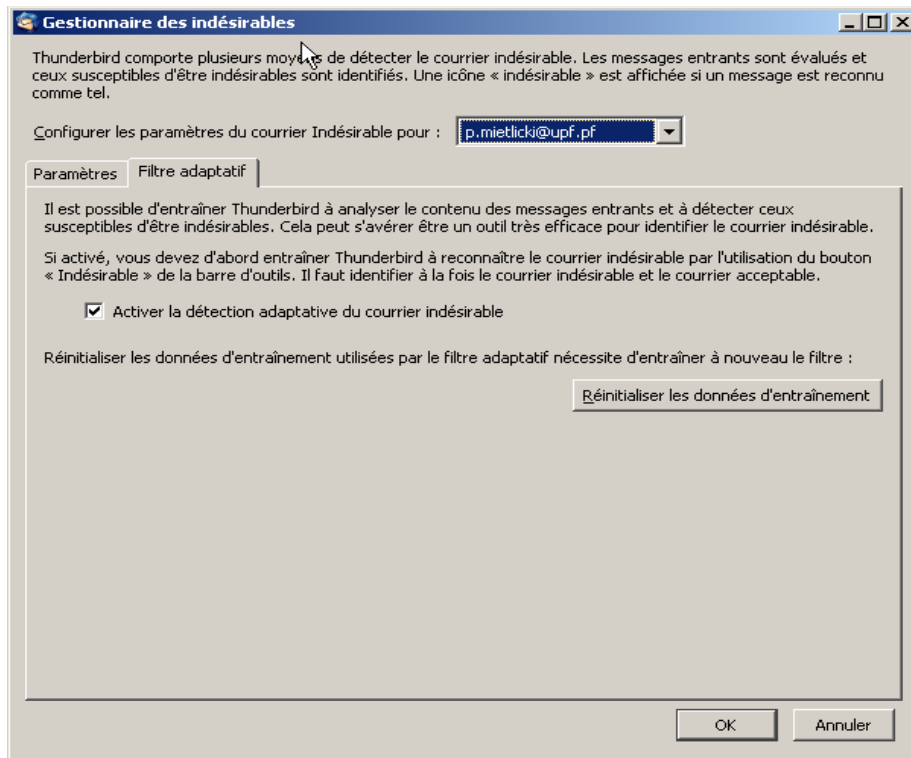 Gestionnaire des indésirables
Thunderbird comporte plusieurs moyens de détecter le courrier indésirable. Les messages entrants sont évalués et
ceux susceptibles d'être indésirables sont identifiés. Une icône « indésirable » est affichée si un message est reconnu
comme tel.
Configurer les paramètres du courrier Indésirable pour : p.mietlicki@upf.pf
Paramètres Filtre adaptatif
Il est possible d'entraîner Thunderbird à analyser le contenu des messages entrants et à détecter ceux
susceptibles d'être indésirables. Cela peut s'avérer être un outil très efficace pour identifier le courrier indésirable.
Si activé, vous devez d'abord entraîner Thunderbird à reconnaître le courrier indésirable par l'utilisation du bouton
« Indésirable » de la barre d'outils. Il faut identifier à la fois le courrier indésirable et le courrier acceptable.
Activer la détection adaptative du courrier indésirable
Réinitialiser les données d'entraînement utilisées par le filtre adaptatif nécessite d'entraîner à nouveau le filtre :
Réinitialiser les données d'entraînement
OK Annuler